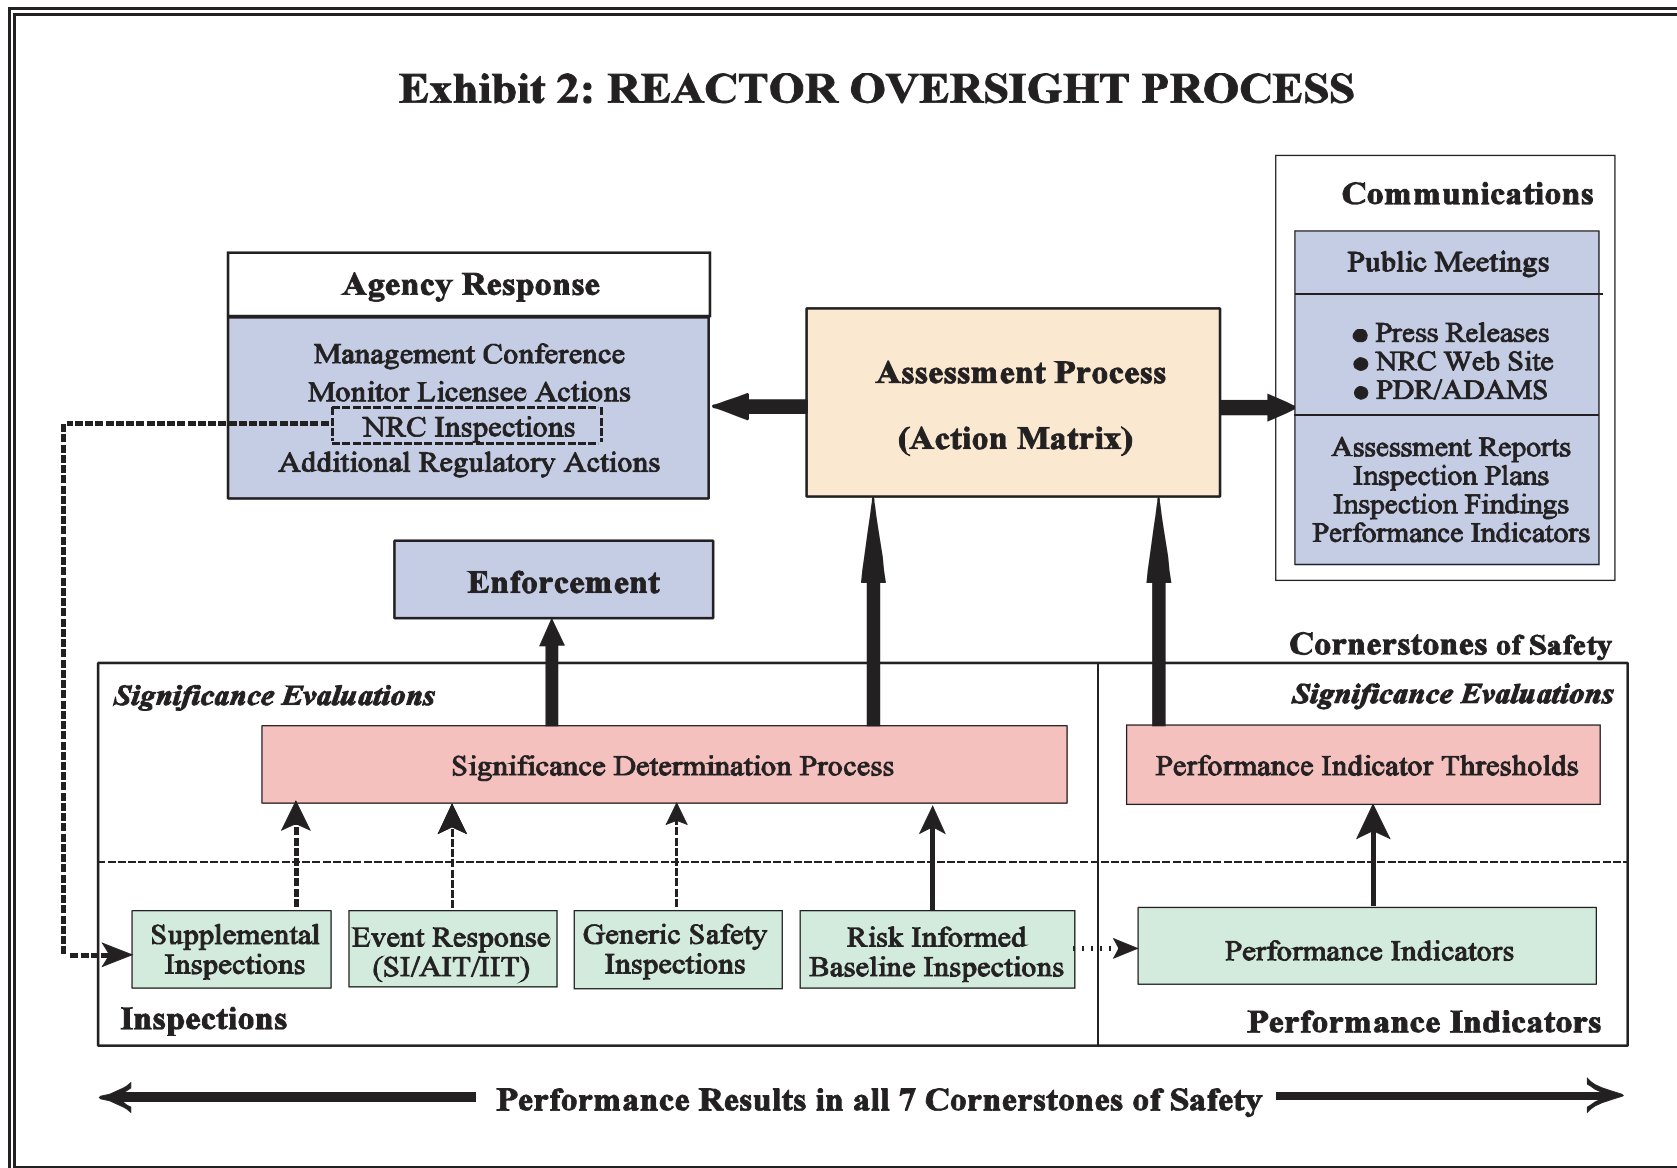 Exhibit 2: REACTOR OVERSIGHT PROCESS
Communications
Public Meetings
● Press Releases
● NRC Web Site
● PDR/ADAMS
Assessment Reports
Inspection Plans
Inspection Findings
Performance Indicators
Agency Response
Management Conference
Monitor Licensee Actions
NRC Inspections
Additional Regulatory Actions
Assessment Process
(Action Matrix)
Enforcement
Cornerstones of Safety
Significance Evaluations
Significance Evaluations
Significance Determination Process
Performance Indicator Thresholds
Supplemental
Inspections
Event Response
(SI/AIT/IIT)
Generic Safety
Inspections
Risk Informed
Baseline Inspections
Performance Indicators
Inspections
Performance Indicators
Performance Results in all 7 Cornerstones of Safety